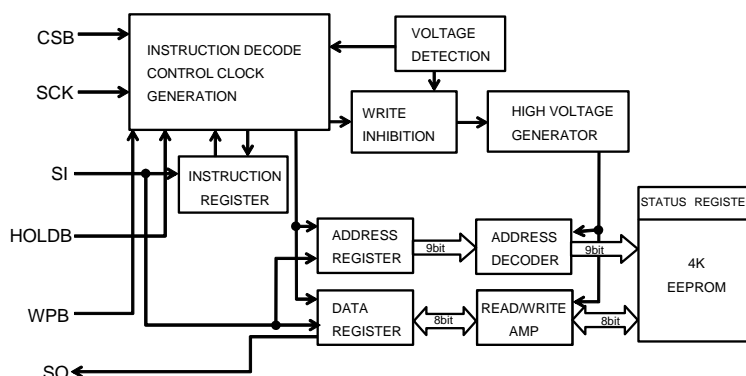 CSB
SCK
SI
HOLDB
WPB
SO
INSTRUCTION DECODE
CONTROL CLOCK
GENERATION
VOLTAGE
DETECTION
WRITE
INHIBITION
HIGH VOLTAGE
GENERATOR
INSTRUCTION
REGISTER
ADDRESS
REGISTER
9bit
ADDRESS
DECODER
9bit
DATA
REGISTER
8bit
READ/WRITE
AMP
8bit
STATUS REGISTER
4K
EEPROM